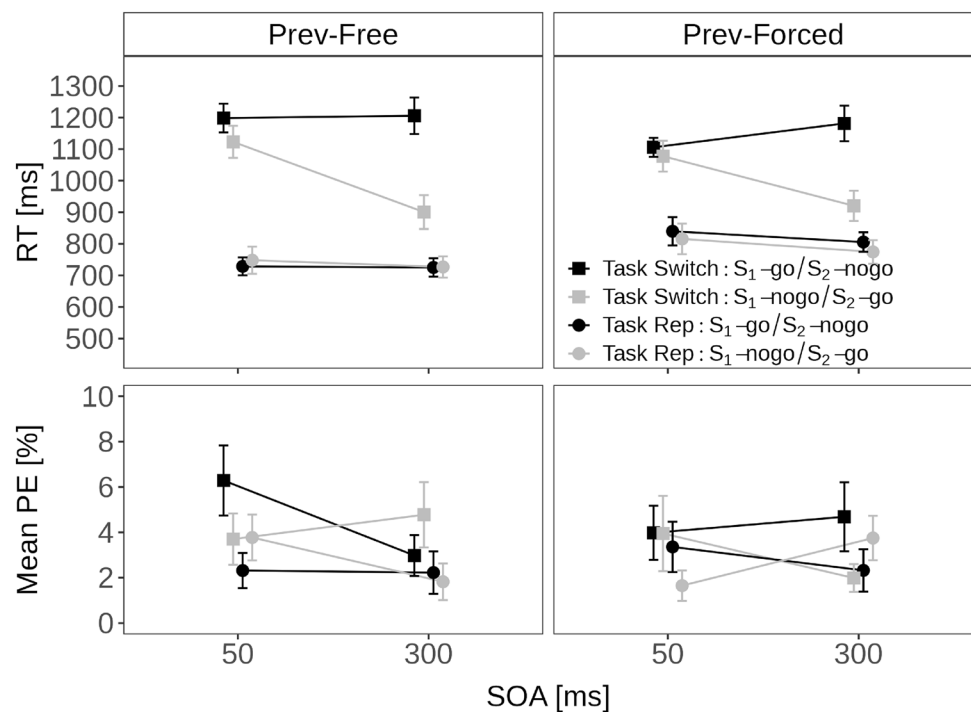 Prev-Free
Prev-Forced
RT [ms]
1300
1200
1100
1000
900
800
700
600
500
Task Switch : S₁−go/S₂−nogo
Task Switch : S₁−nogo/S₂−go
Task Rep : S₁−go/S₂−nogo
Task Rep : S₁−nogo/S₂−go
Mean PE [%]
10
8
6
4
2
0
50 300
50 300
SOA [ms]